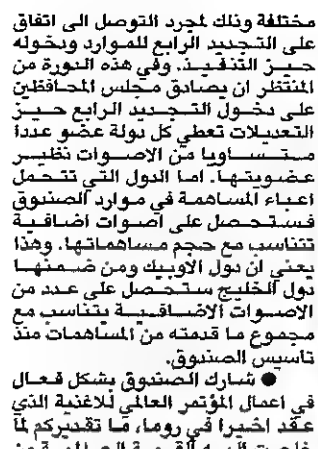 مختلفة وذلك لمجرد التوصل الى اتفاق
على التجديد الرابع للموارد ودخوله
حيز التنفيذ. وفي هذه الدورة من
المنتظر ان يصادق مجلس المحافظين
على دخول التجديد الرابع حيز
التعديلات تعطي كل دولة عضو عددا
متساويا من الاصوات نظير
عضويتها. اما الدول التي تتحمل
اعباء المساهمة في موارد الصندوق
فستحصل على اصوات اضافية
تتناسب مع حجم مساهماتها. وهذا
يعني ان دول الاوبيك ومن ضمنها
دول الخليج ستحصل على عدد من
الاصوات الاضافية يتناسب مع
مجموع ما قدمته من المساهمات منذ
تاسيس الصندوق.
● شارك الصندوق بشكل فعال
في اعمال المؤتمر العالمي للاغنية الذي
عقد اخيرا في روما، ما تقديركم لما